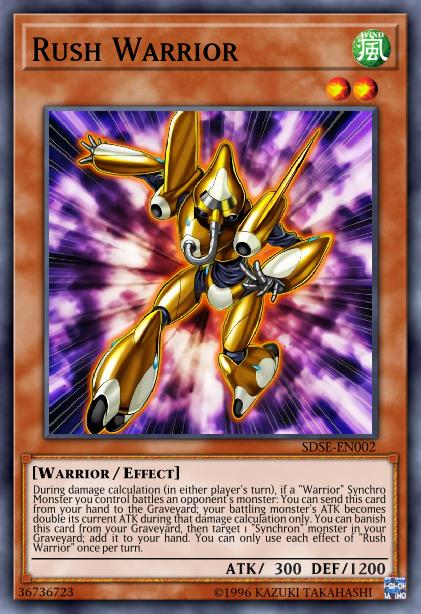 RUSH WARRIOR
WIND
風
SDSE-EN002
[WARRIOR / EFFECT]
During damage calculation (in either player's turn), if a "Warrior" Synchro
Monster you control battles an opponent's monster: You can send this card
from your hand to the Graveyard; your battling monster's ATK becomes
double its current ATK during that damage calculation only. You can banish
this card from your Graveyard, then target 1 "Synchron" monster in your
Graveyard; add it to your hand. You can only use each effect of "Rush
Warrior" once per turn.
ATK/ 300 DEF/1200
36736723
©1996 KAZUKI TAKAHASHI